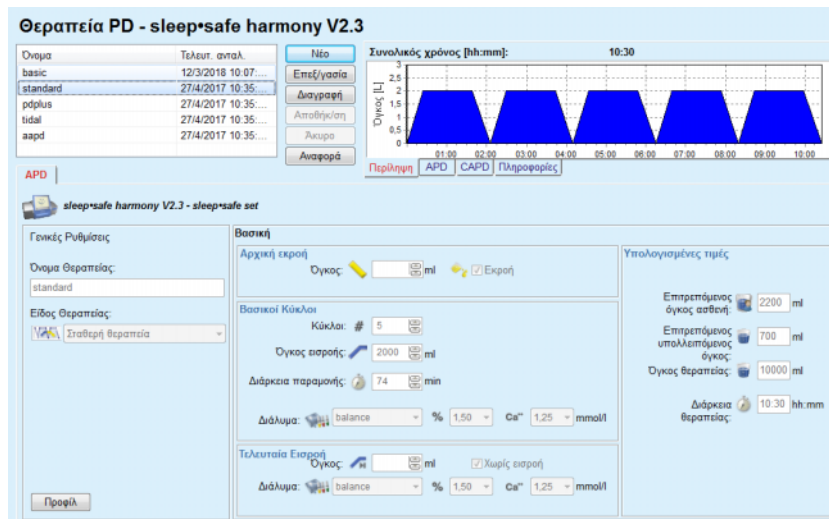 Θεραπεία PD - sleep•safe harmony V2.3
Όνομα Τελευτ. ανταλ.
basic 12/3/2018 10:07:...
standard 27/4/2017 10:35:...
pdplus 27/4/2017 10:35:...
tidal 27/4/2017 10:35:...
aapd 27/4/2017 10:35:...
Νέο
Επεξ/γασία
Διαγραφή
Αποθήκ/ση
Άκυρο
Αναφορά
Συνολικός χρόνος [hh:mm]: 10:30
Όγκος [L]
3
2,5
2
1,5
1
0,5
0
01:00 02:00 03:00 04:00 05:00 06:00 07:00 08:00 09:00 10:00
Περίληψη APD CAPD Πληροφορίες
APD
sleep•safe harmony V2.3 - sleep•safe set
Γενικές Ρυθμίσεις
Όνομα Θεραπείας:
standard
Είδος Θεραπείας:
Σταθερή θεραπεία
Προφίλ
Βασική
Αρχική εκροή
Όγκος: ml Εκροή
Βασικοί Κύκλοι
Κύκλοι: # 5
Όγκος εισροής: 2000 ml
Διάρκεια παραμονής: 74 min
Διάλυμα: balance % 1,50 Ca⁺⁺ 1,25 mmol/l
Τελευταία Εισροή
Όγκος: ml Χωρίς εισροή
Διάλυμα: balance % 1,50 Ca⁺⁺ 1,25 mmol/l
Υπολογισμένες τιμές
Επιτρεπόμενος
όγκος ασθενή: 2200 ml
Επιτρεπόμενος
υπολλειπόμενος 700 ml
όγκος:
Όγκος θεραπείας: 10000 ml
Διάρκεια 10:30 hh:mm
θεραπείας: